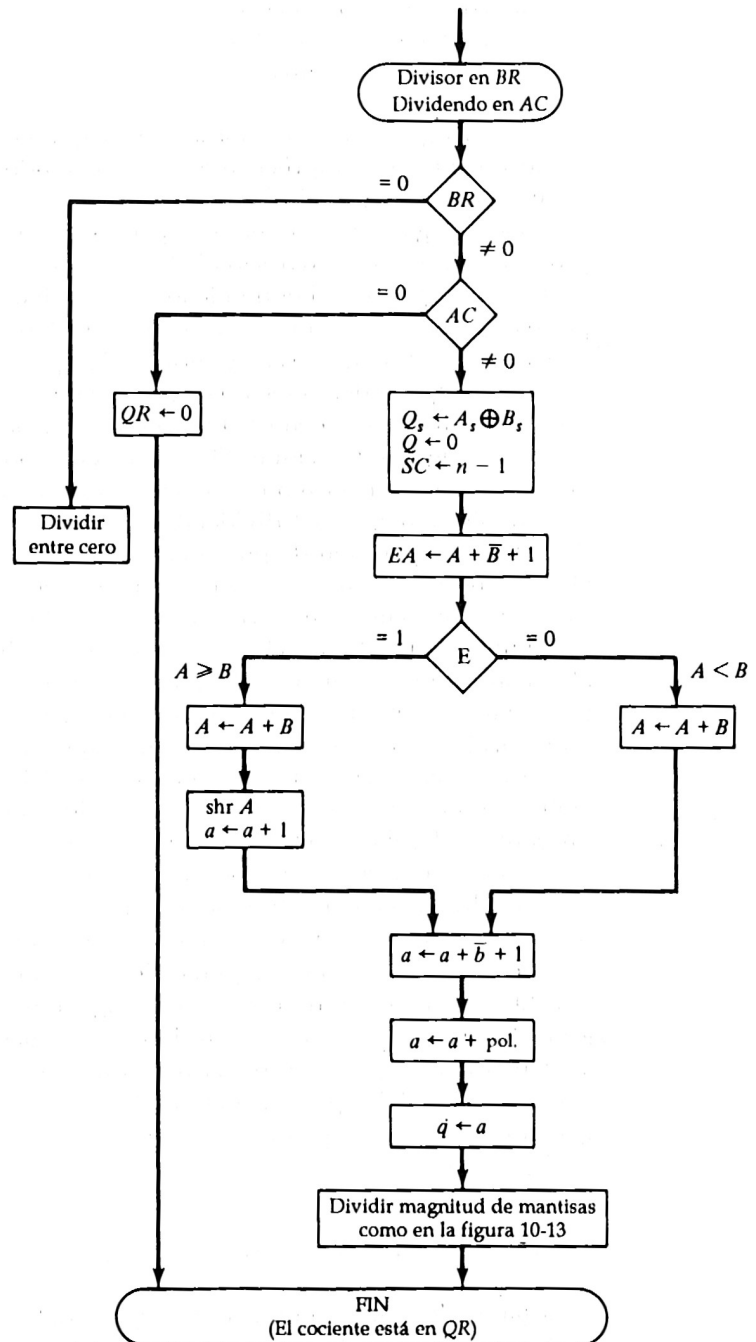 Divisor en BR
Dividendo en AC
= 0
BR
≠ 0
= 0
AC
≠ 0
QR ← 0
Qₛ ← Aₛ ⊕ Bₛ
Q ← 0
SC ← n − 1
Dividir
entre cero
EA ← A + B̅ + 1
= 1
E
= 0
A ⩾ B
A < B
A ← A + B
A ← A + B
shr A
a ← a + 1
a ← a + b̅ + 1
a ← a + pol.
q ← a
Dividir magnitud de mantisas
como en la figura 10-13
FIN
(El cociente está en QR)